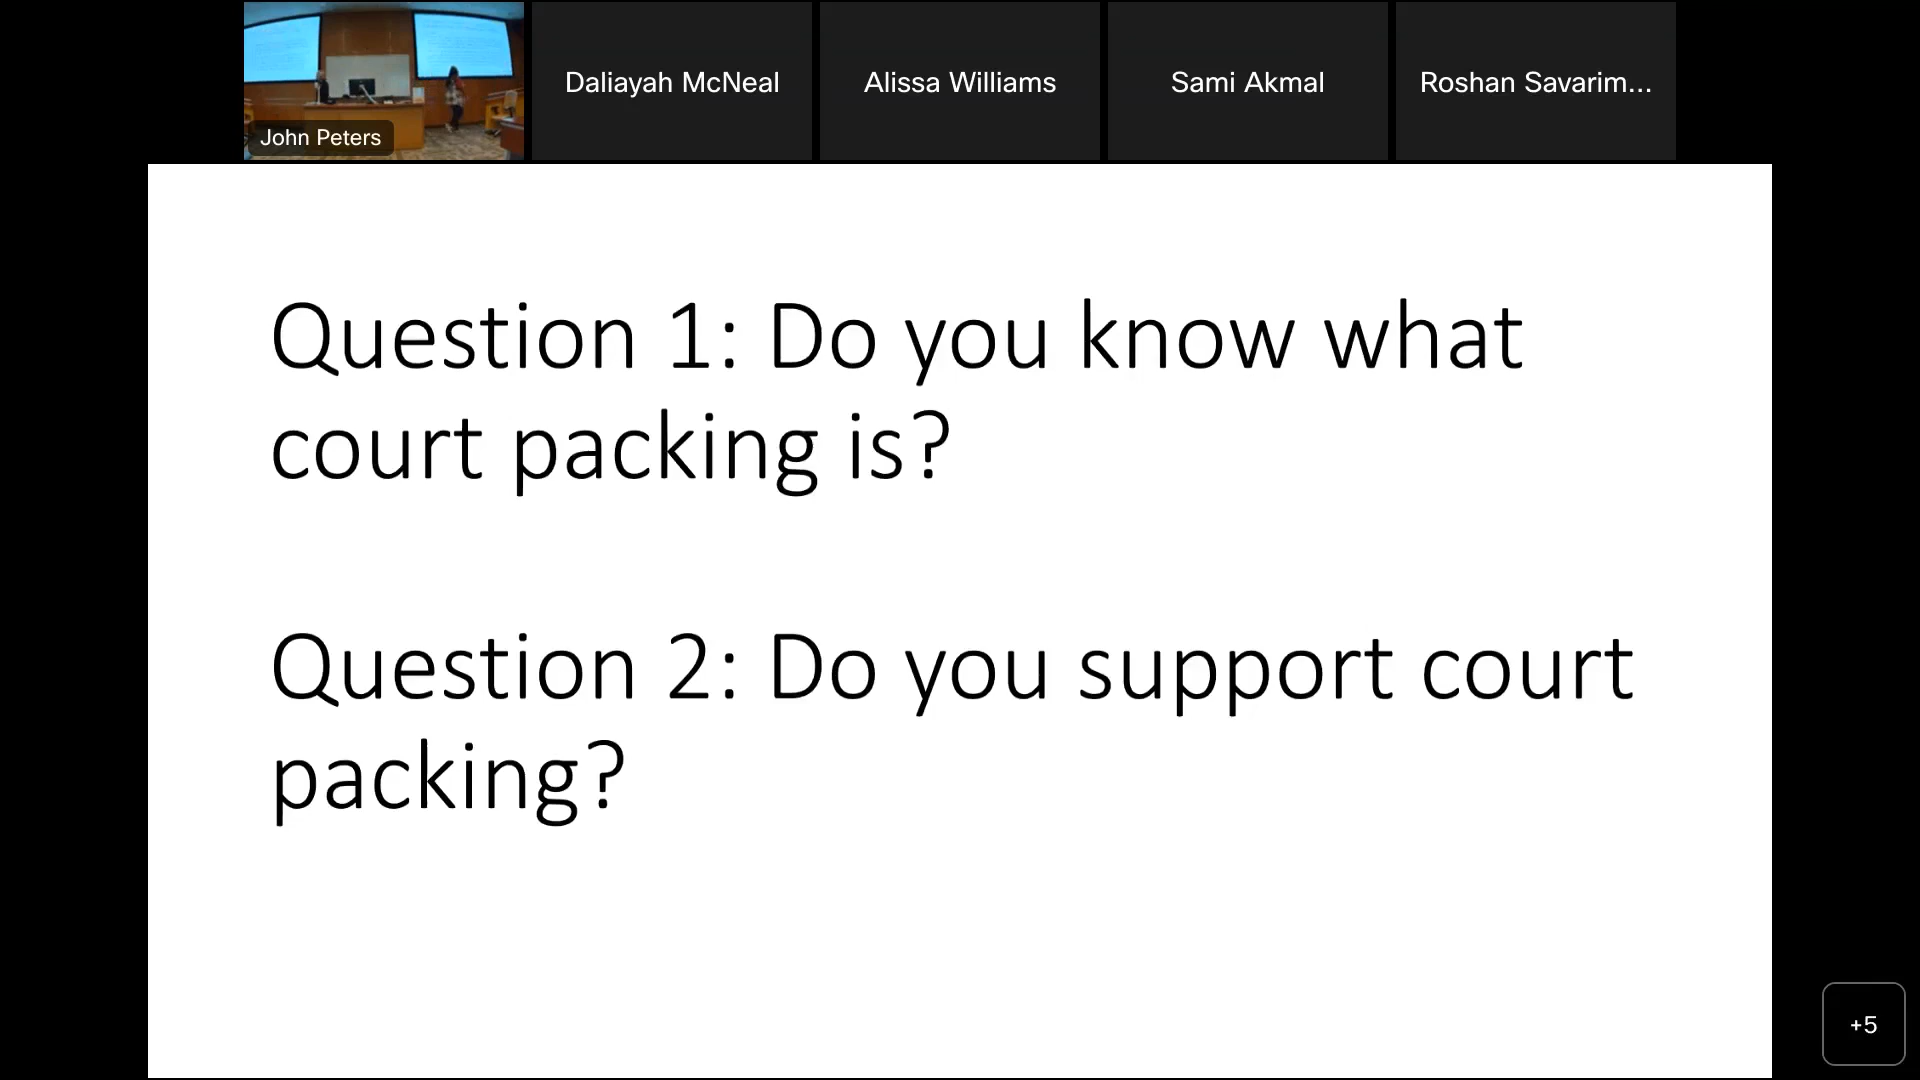 John Peters
Daliayah McNeal
Alissa Williams
Sami Akmal
Roshan Savarim...
Question 1: Do you know what
court packing is?
Question 2: Do you support court
packing?
+5